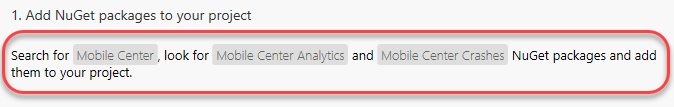 1. Add NuGet packages to your project
Search for Mobile Center, look for Mobile Center Analytics and Mobile Center Crashes NuGet packages and add
them to your project.